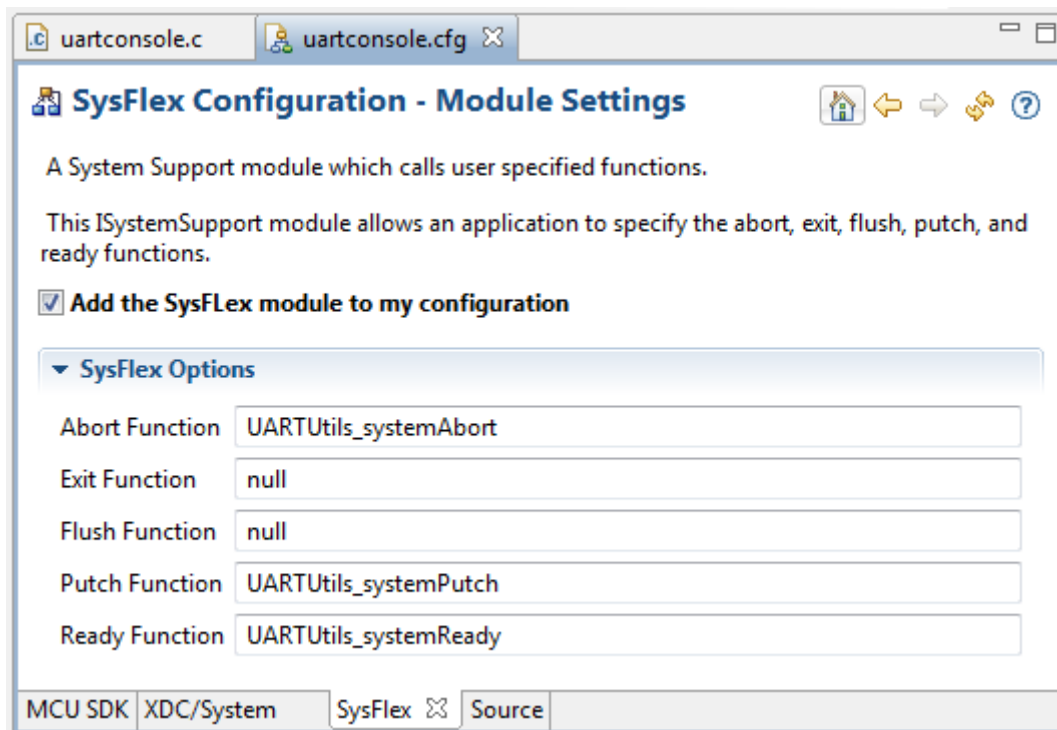 uartconsole.c uartconsole.cfg
SysFlex Configuration - Module Settings
A System Support module which calls user specified functions.
This ISystemSupport module allows an application to specify the abort, exit, flush, putch, and
ready functions.
Add the SysFLex module to my configuration
SysFlex Options
Abort Function UARTUtils_systemAbort
Exit Function null
Flush Function null
Putch Function UARTUtils_systemPutch
Ready Function UARTUtils_systemReady
MCU SDK XDC/System SysFlex Source